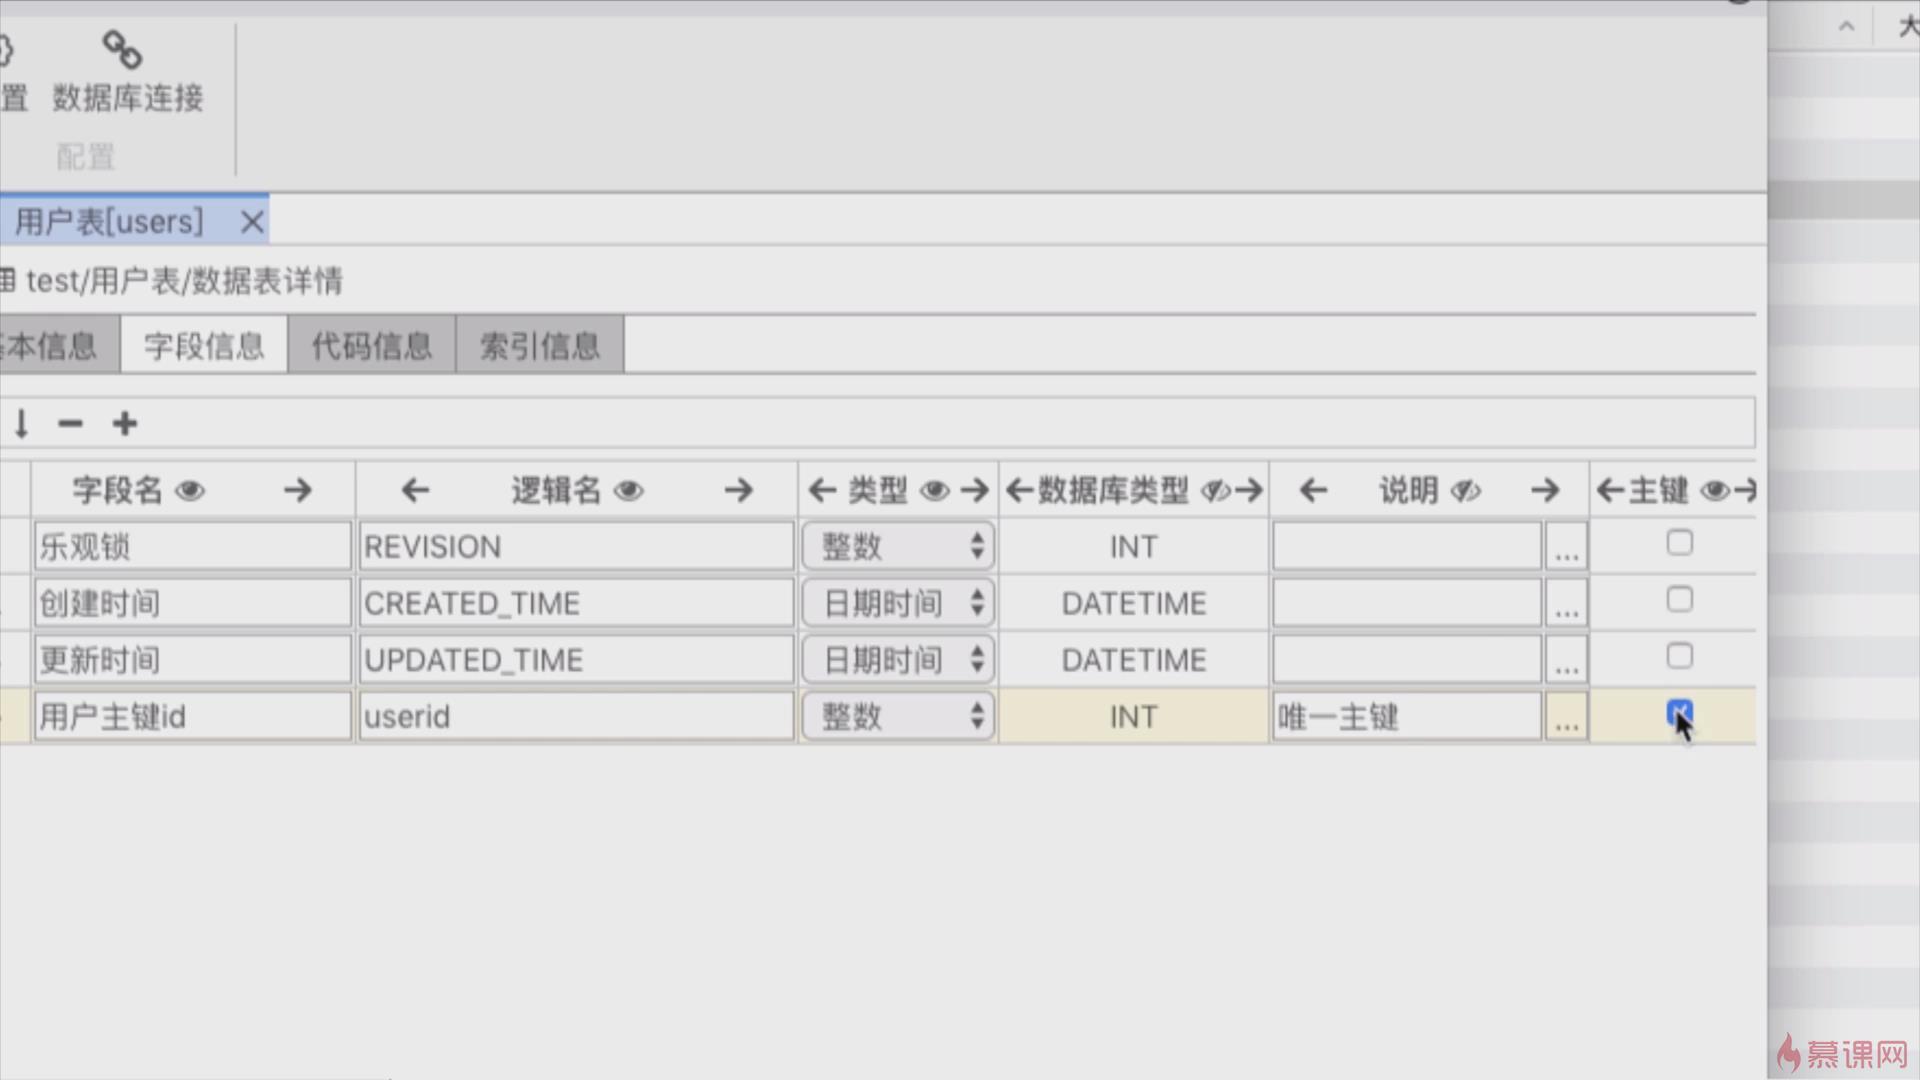 大
置 数据库连接
配置
用户表[users]
test/用户表/数据表详情
本信息 字段信息 代码信息 索引信息
字段名 逻辑名 类型 数据库类型 说明 主键
乐观锁 REVISION 整数 INT ...
创建时间 CREATED_TIME 日期时间 DATETIME ...
更新时间 UPDATED_TIME 日期时间 DATETIME ...
用户主键id userid 整数 INT 唯一主键 ...
慕课网